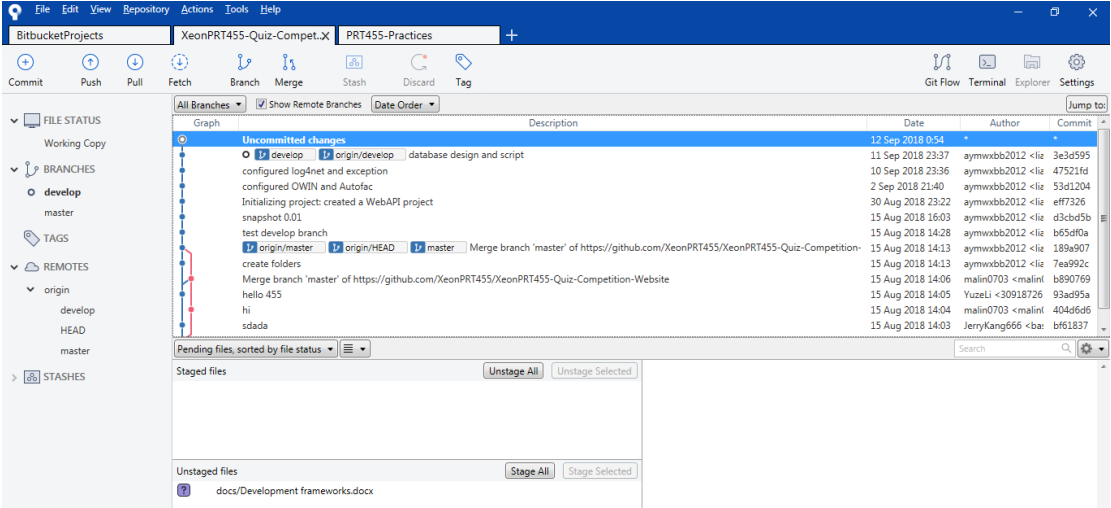 File Edit View Repository Actions Tools Help
BitbucketProjects XeonPRT455-Quiz-Compet..X PRT455-Practices +
Commit Push Pull Fetch Branch Merge Stash Discard Tag Git Flow Terminal Explorer Settings
All Branches Show Remote Branches Date Order Jump to:
FILE STATUS
Working Copy
BRANCHES
develop
master
TAGS
REMOTES
origin
develop
HEAD
master
STASHES
Graph Description Date Author Commit
Uncommitted changes 12 Sep 2018 0:54 * *
develop origin/develop database design and script 11 Sep 2018 23:37 aymwxbb2012 <lia 3e3d595
configured log4net and exception 10 Sep 2018 23:36 aymwxbb2012 <lia 47521fd
configured OWIN and Autofac 2 Sep 2018 21:40 aymwxbb2012 <lia 53d1204
Initializing project: created a WebAPI project 30 Aug 2018 23:22 aymwxbb2012 <lia eff7326
snapshot 0.01 15 Aug 2018 16:03 aymwxbb2012 <lia d3cbd5b
test develop branch 15 Aug 2018 14:28 aymwxbb2012 <lia b65df0a
origin/master origin/HEAD master Merge branch 'master' of https://github.com/XeonPRT455/XeonPRT455-Quiz-Competition- 15 Aug 2018 14:13 aymwxbb2012 <lia 189a907
create folders 15 Aug 2018 14:13 aymwxbb2012 <lia 7ea992c
Merge branch 'master' of https://github.com/XeonPRT455/XeonPRT455-Quiz-Competition-Website 15 Aug 2018 14:06 malin0703 <malin( b890769
hello 455 15 Aug 2018 14:05 YuzeLi <30918726 93ad95a
hi 15 Aug 2018 14:04 malin0703 <malin( 404d6d6
sdada 15 Aug 2018 14:03 JerryKang666 <ba: bf61837
Pending files, sorted by file status Search
Staged files Unstage All Unstage Selected
Unstaged files Stage All Stage Selected
? docs/Development frameworks.docx